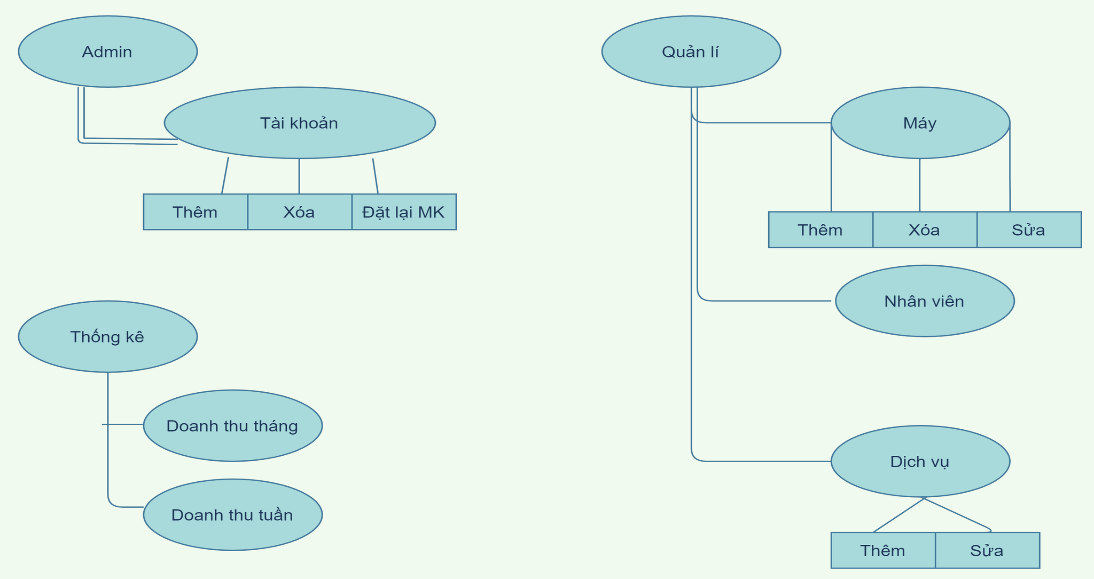 Admin
Tài khoản
Thêm
Xóa
Đặt lại MK
Thống kê
Doanh thu tháng
Doanh thu tuần
Quản lí
Máy
Thêm
Xóa
Sửa
Nhân viên
Dịch vụ
Thêm
Sửa